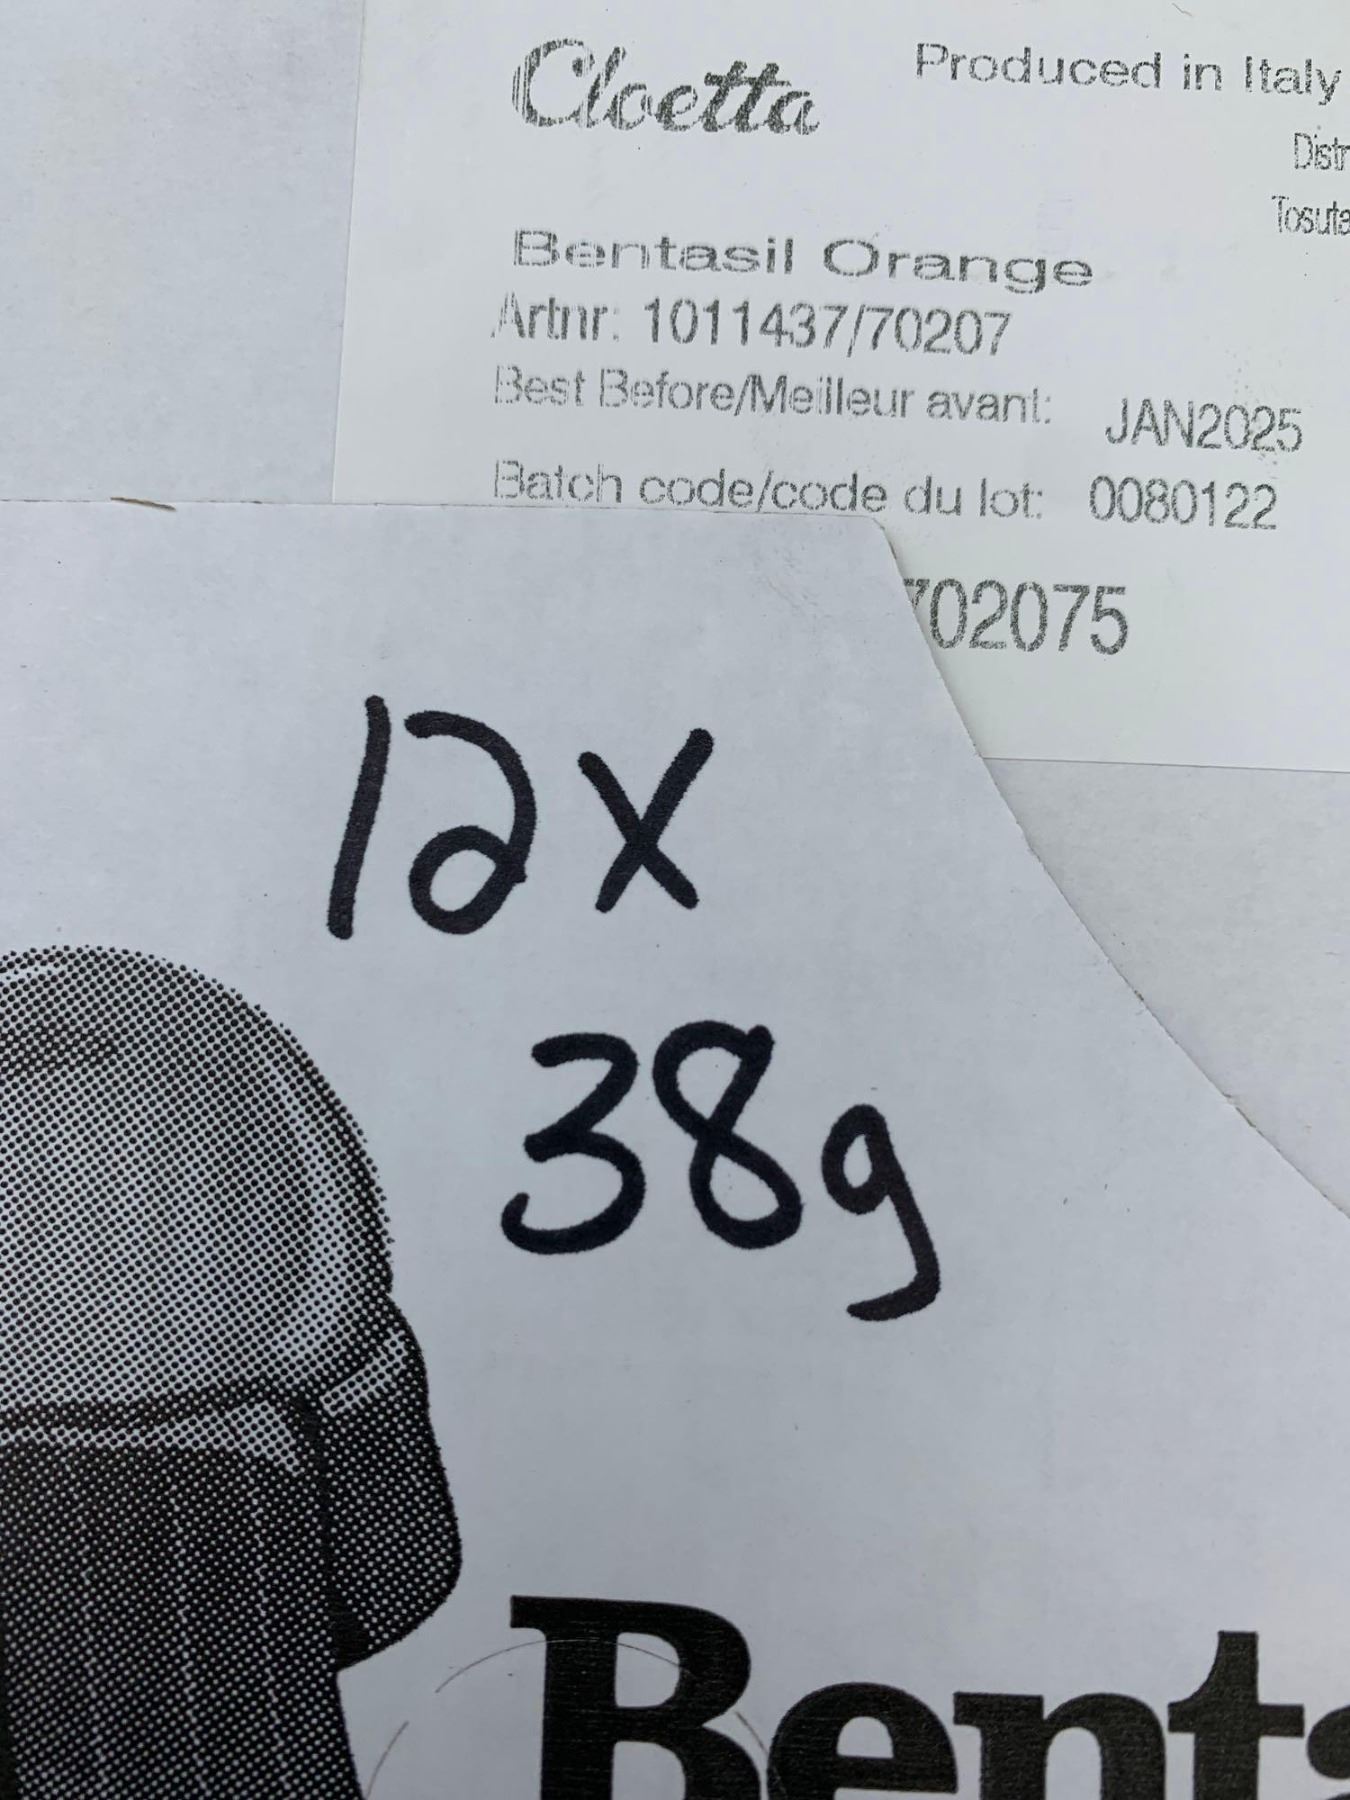 Cloetta
Produced in Italy
Bentasil Orange
Artnr: 1011437/70207
Best Before/Meilleur avant: JAN2025
Batch code/code du lot: 0080122
702075
12x
38g